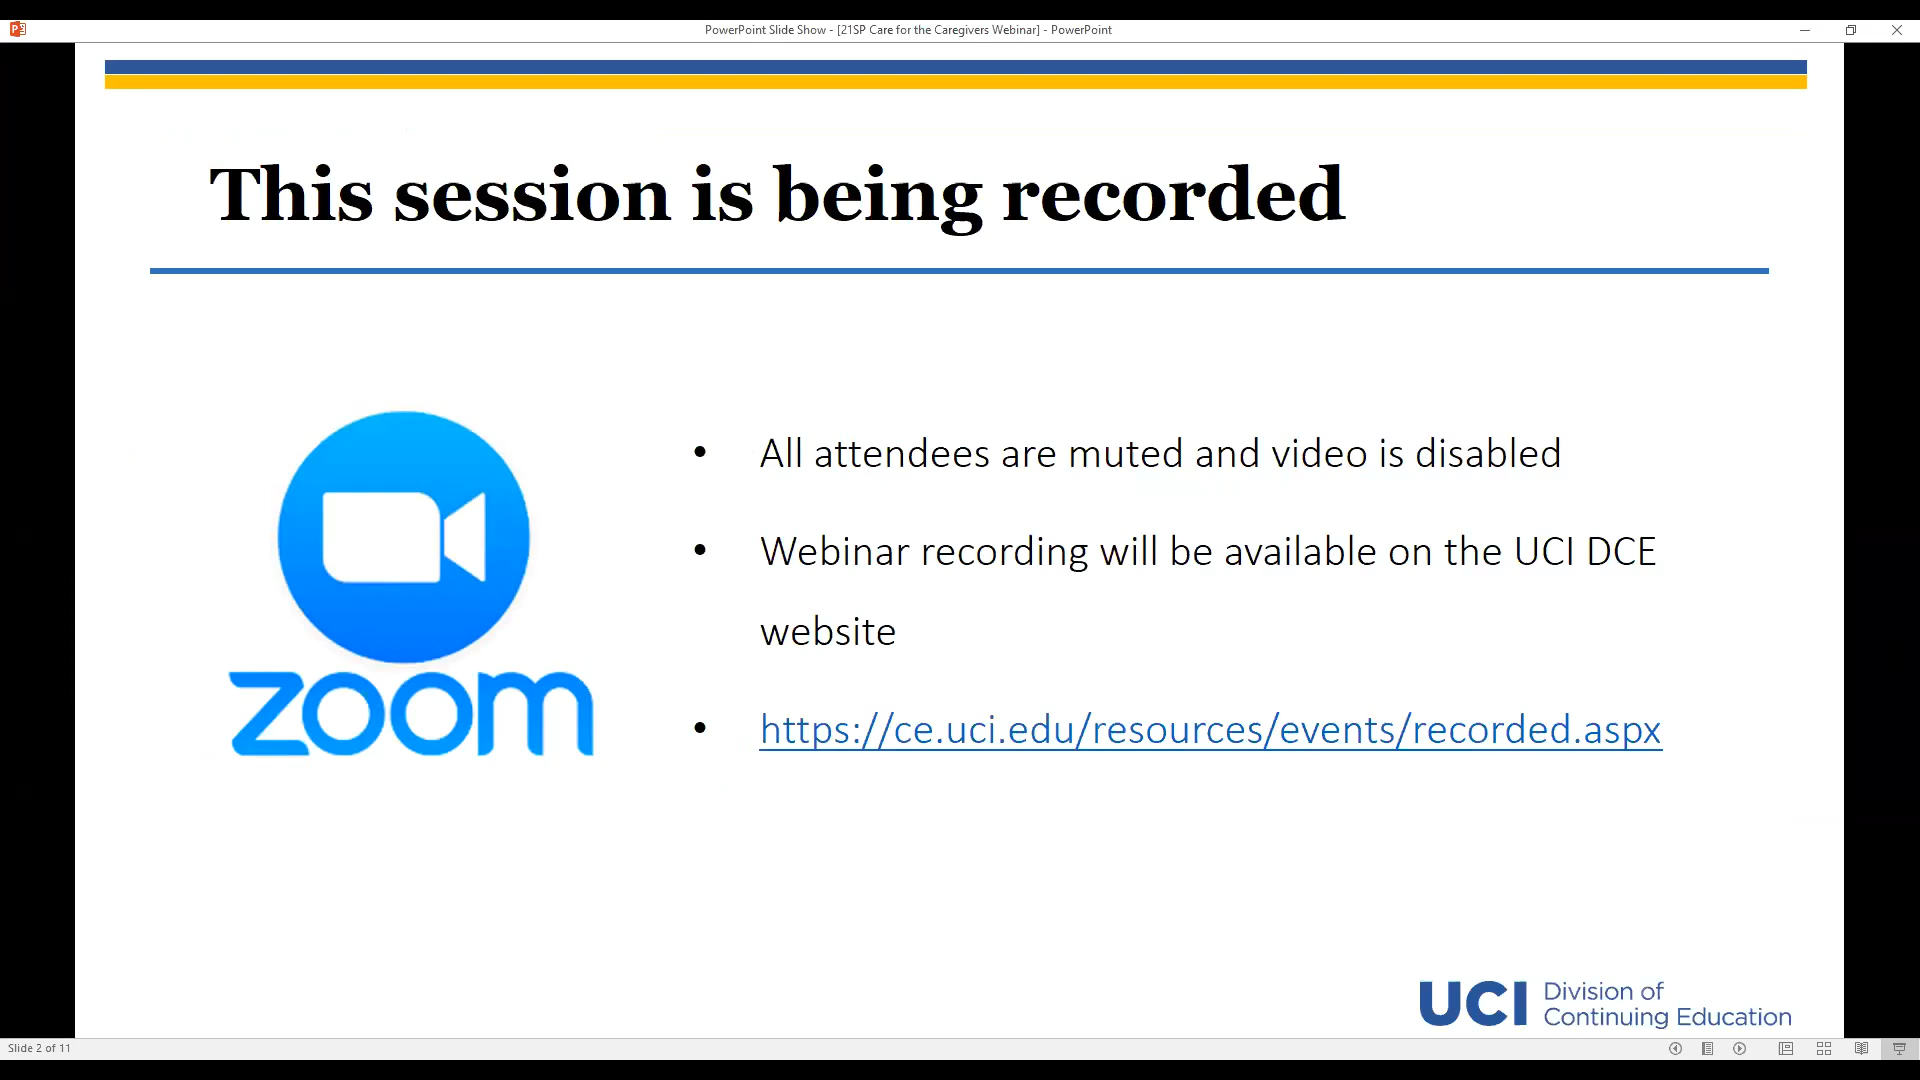 PowerPoint Slide Show - [21SP Care for the Caregivers Webinar] - PowerPoint
This session is being recorded
zoom
• All attendees are muted and video is disabled
• Webinar recording will be available on the UCI DCE
website
• https://ce.uci.edu/resources/events/recorded.aspx
UCI Division of
Continuing Education
Slide 2 of 11